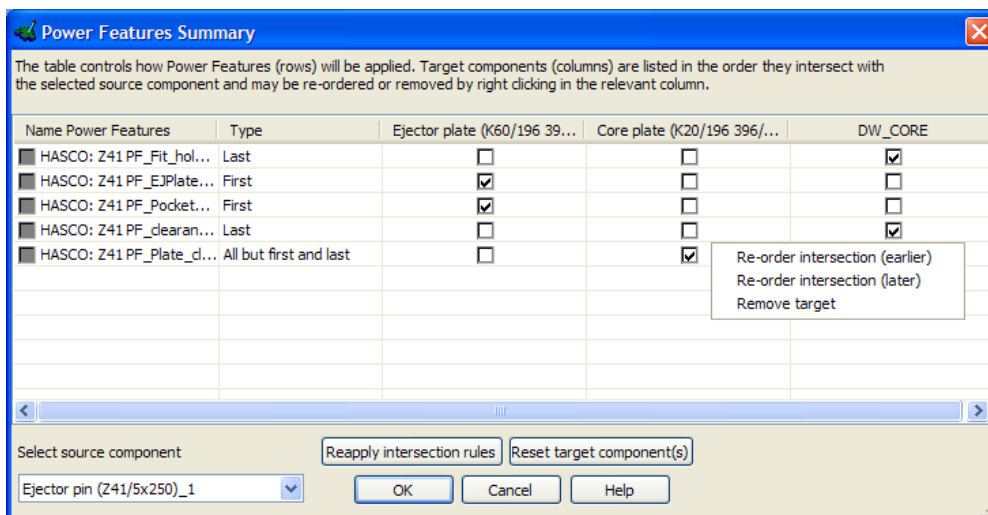 Power Features Summary
The table controls how Power Features (rows) will be applied. Target components (columns) are listed in the order they intersect with
the selected source component and may be re-ordered or removed by right clicking in the relevant column.
Name Power Features Type Ejector plate (K60/196 39... Core plate (K20/196 396/... DW_CORE
HASCO: Z41 PF_Fit_hol... Last
HASCO: Z41 PF_EJPlate... First
HASCO: Z41 PF_Pocket... First
HASCO: Z41 PF_clearan... Last
HASCO: Z41 PF_Plate_cl... All but first and last
Re-order intersection (earlier)
Re-order intersection (later)
Remove target
Select source component Reapply intersection rules Reset target component(s)
Ejector pin (Z41/5x250)_1 OK Cancel Help